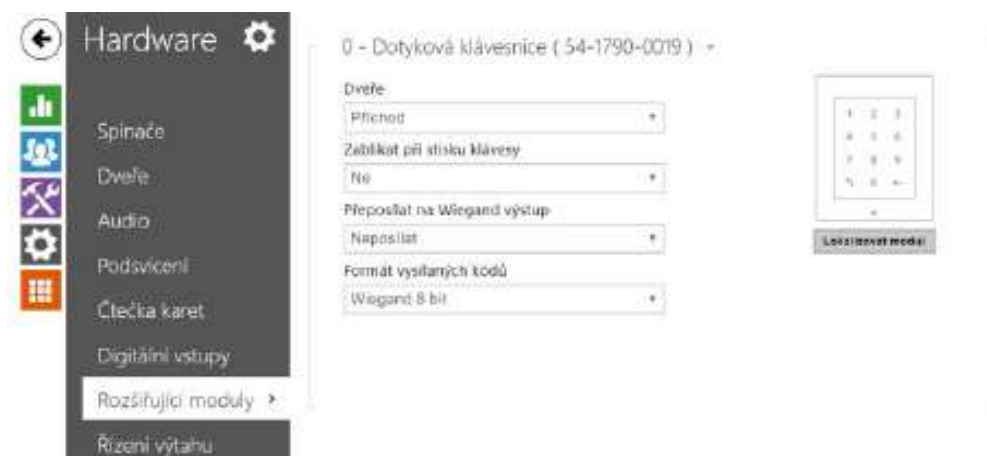 Hardware
Spínače
Dveře
Audio
Podsvícení
Čtečka karet
Digitální vstupy
Rozšiřující moduly
Řízení výtahu
0 - Dotyková klávesnice ( 54-1790-0019 )
Dveře
Příchod
Zablikat při stisku klávesy
Ne
Přeposílat na Wiegand výstup
Neposílat
Formát vysílaných kódů
Wiegand 8 bit
1 2 3
4 5 6
7 8 9
0
Lokalizovat modul